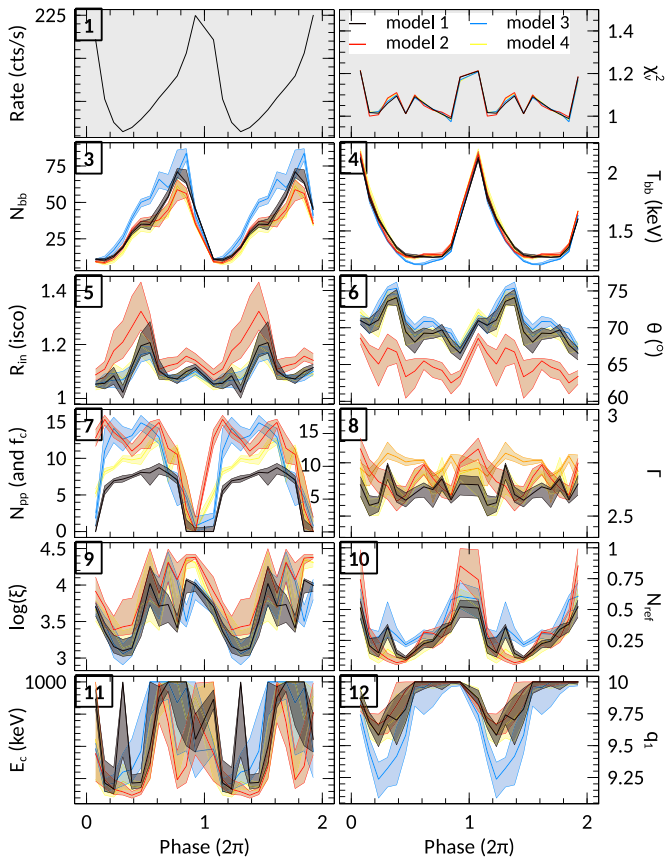 1
225
Rate (cts/s)
model 1
model 2
model 3
model 4
1.4
1.2
1
χν²
3
75
50
25
N_bb
4
2
1.5
T_bb (keV)
5
1.4
1.2
1
R_in (isco)
6
75
70
65
60
θ (°)
7
15
10
5
0
N_pp (and f_c)
15
10
5
8
3
2.5
Γ
9
4.5
4
3.5
3
log(ξ)
10
1
0.75
0.5
0.25
N_ref
11
1000
E_c (keV)
12
10
9.75
9.5
9.25
q₁
0 1 2
Phase (2π)
0 1 2
Phase (2π)